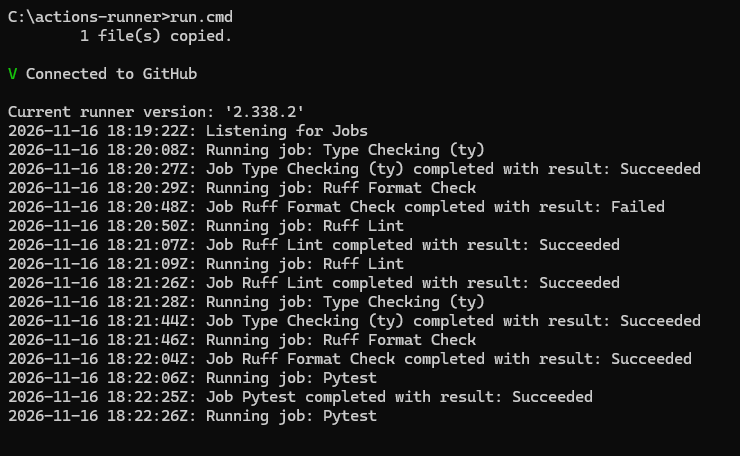 C:\actions-runner>run.cmd
        1 file(s) copied.
V Connected to GitHub
Current runner version: '2.338.2'
2026-11-16 18:19:22Z: Listening for Jobs
2026-11-16 18:20:08Z: Running job: Type Checking (ty)
2026-11-16 18:20:27Z: Job Type Checking (ty) completed with result: Succeeded
2026-11-16 18:20:29Z: Running job: Ruff Format Check
2026-11-16 18:20:48Z: Job Ruff Format Check completed with result: Failed
2026-11-16 18:20:50Z: Running job: Ruff Lint
2026-11-16 18:21:07Z: Job Ruff Lint completed with result: Succeeded
2026-11-16 18:21:09Z: Running job: Ruff Lint
2026-11-16 18:21:26Z: Job Ruff Lint completed with result: Succeeded
2026-11-16 18:21:28Z: Running job: Type Checking (ty)
2026-11-16 18:21:44Z: Job Type Checking (ty) completed with result: Succeeded
2026-11-16 18:21:46Z: Running job: Ruff Format Check
2026-11-16 18:22:04Z: Job Ruff Format Check completed with result: Succeeded
2026-11-16 18:22:06Z: Running job: Pytest
2026-11-16 18:22:25Z: Job Pytest completed with result: Succeeded
2026-11-16 18:22:26Z: Running job: Pytest